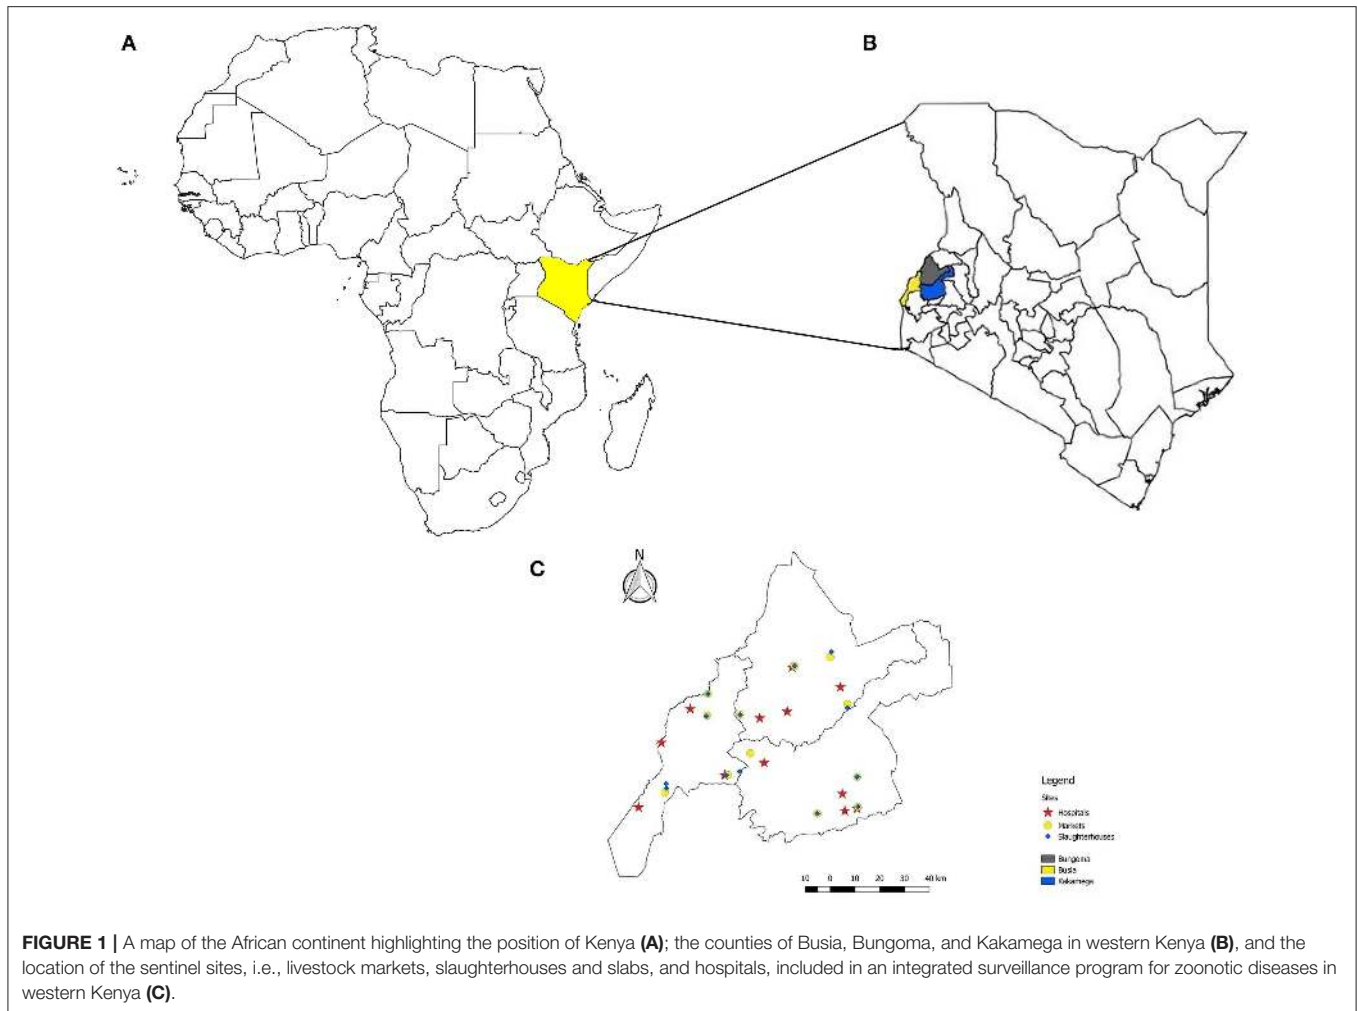 A
B
C
N
Legend
Sites
Hospitals
Markets
Slaughterhouses
Bungoma
Busia
Kakamega
10 0 10 20 30 40 km
FIGURE 1 | A map of the African continent highlighting the position of Kenya (A); the counties of Busia, Bungoma, and Kakamega in western Kenya (B), and the
location of the sentinel sites, i.e., livestock markets, slaughterhouses and slabs, and hospitals, included in an integrated surveillance program for zoonotic diseases in
western Kenya (C).